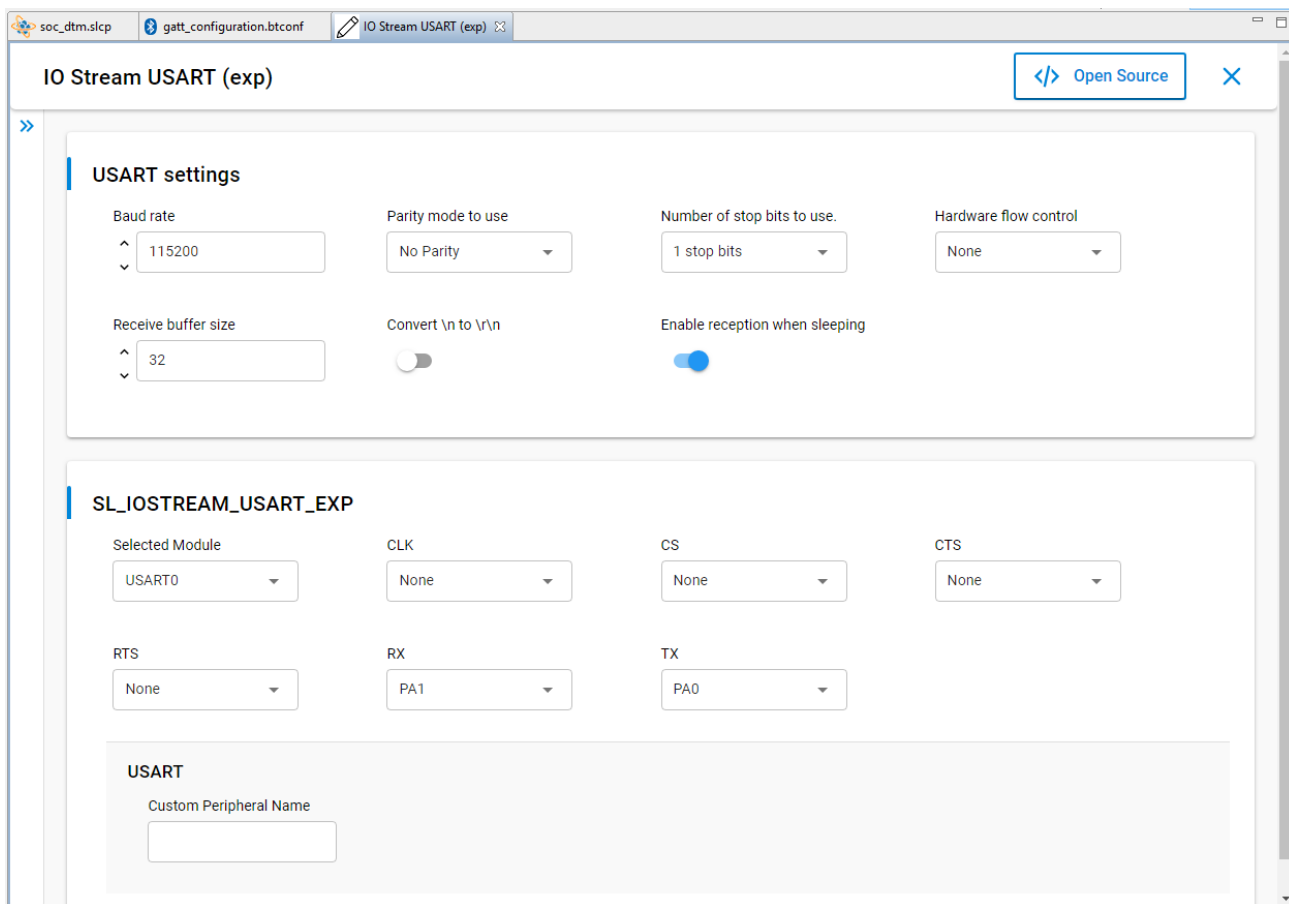 soc_dtm.slcp gatt_configuration.btconf IO Stream USART (exp)
IO Stream USART (exp) </> Open Source
USART settings
Baud rate Parity mode to use Number of stop bits to use. Hardware flow control
115200 No Parity 1 stop bits None
Receive buffer size Convert \n to \r\n Enable reception when sleeping
32
SL_IOSTREAM_USART_EXP
Selected Module CLK CS CTS
USART0 None None None
RTS RX TX
None PA1 PA0
USART
Custom Peripheral Name